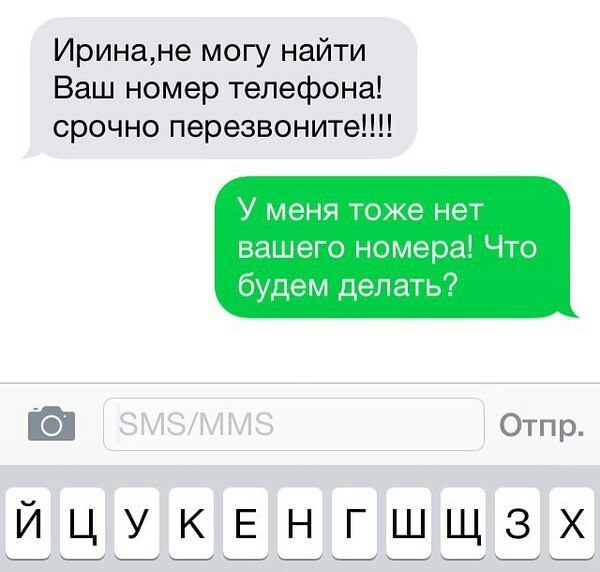 Ирина,не могу найти
Ваш номер телефона!
срочно перезвоните!!!!
У меня тоже нет
вашего номера! Что
будем делать?
SMS/MMS Отпр.
Й Ц У К Е Н Г Ш Щ З Х